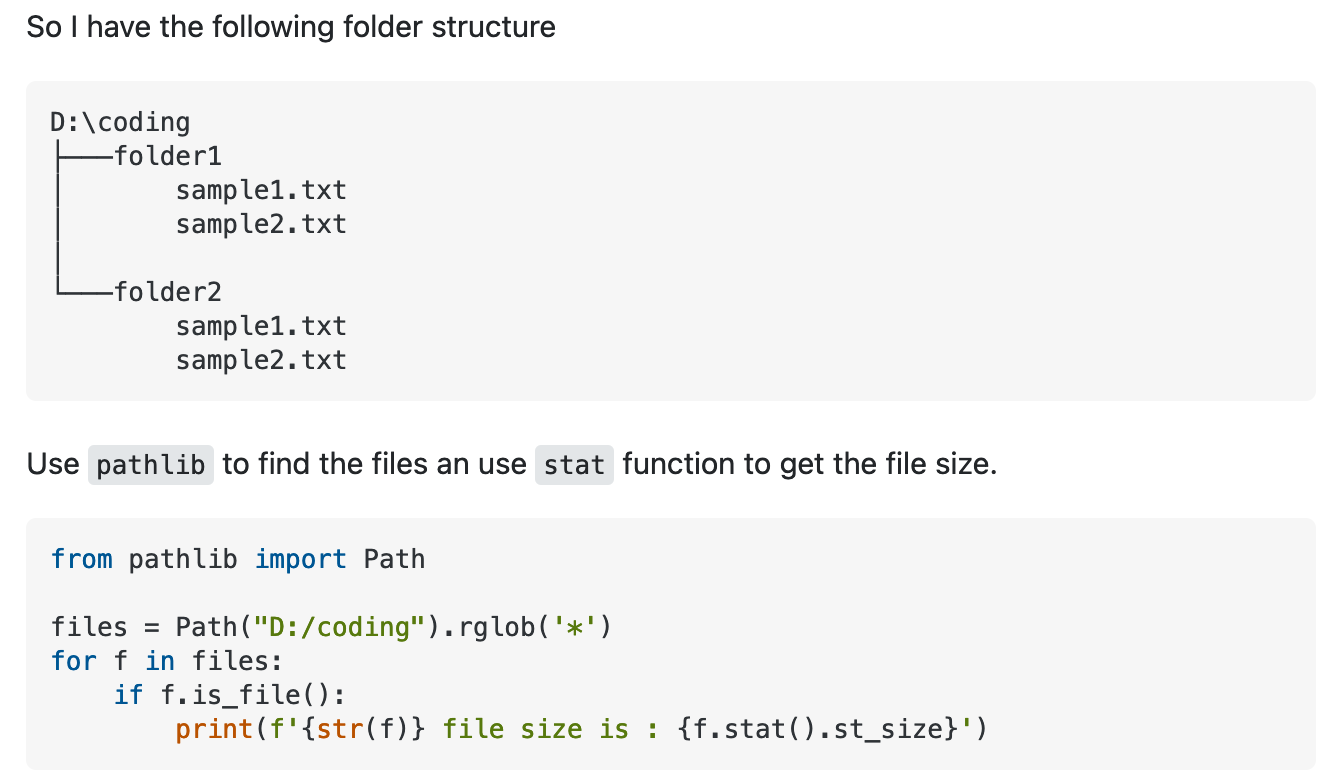 So I have the following folder structure
D:\coding
├───folder1
│       sample1.txt
│       sample2.txt
│
└───folder2
        sample1.txt
        sample2.txt
Use pathlib to find the files an use stat function to get the file size.
from pathlib import Path

files = Path("D:/coding").rglob('*')
for f in files:
    if f.is_file():
        print(f'{str(f)} file size is : {f.stat().st_size}')